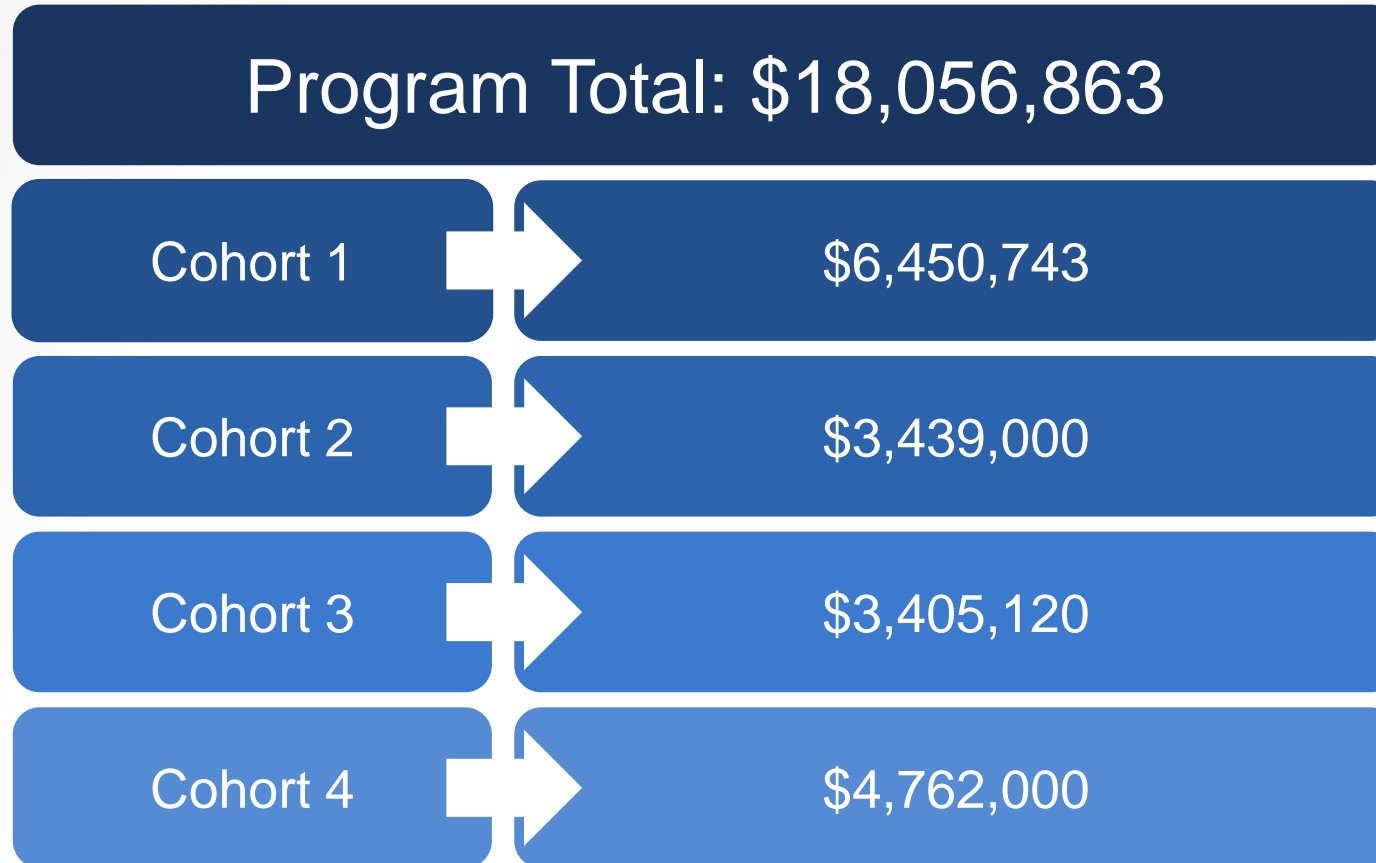 Program Total: $18,056,863
Cohort 1
$6,450,743
Cohort 2
$3,439,000
Cohort 3
$3,405,120
Cohort 4
$4,762,000